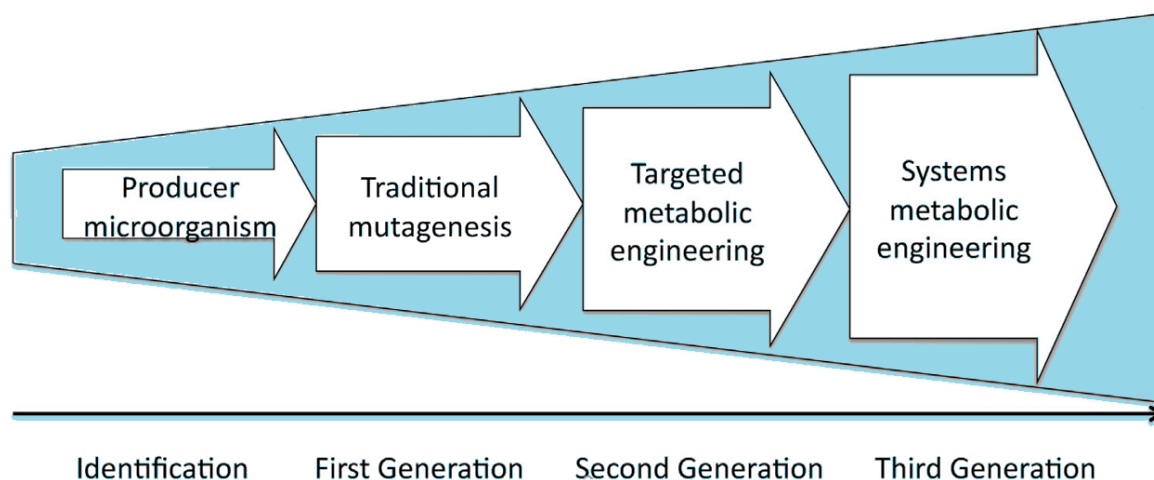 Producer
microorganism
Traditional
mutagenesis
Targeted
metabolic
engineering
Systems
metabolic
engineering
Identification
First Generation
Second Generation
Third Generation